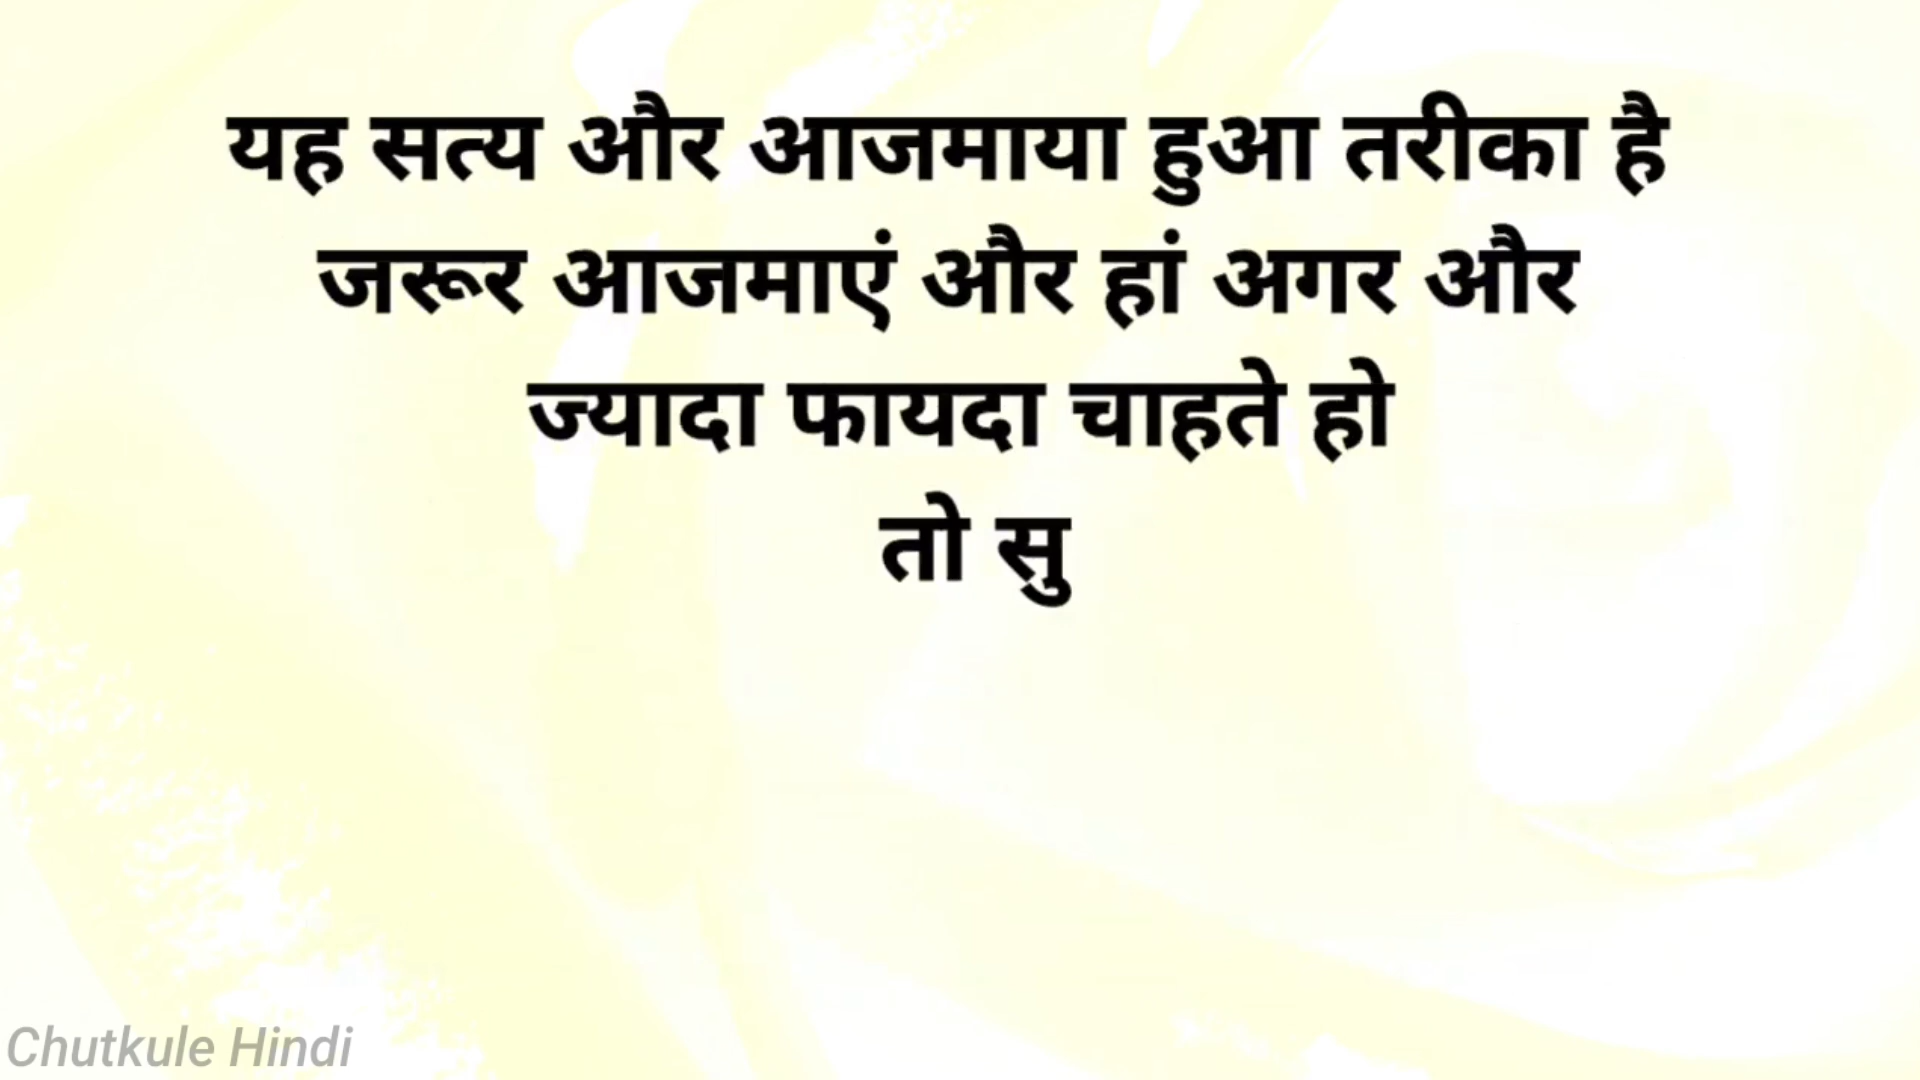 यह सत्य और आजमाया हुआ तरीका है
जरूर आजमाएं और हां अगर और
ज्यादा फायदा चाहते हो
तो सु
Chutkule Hindi